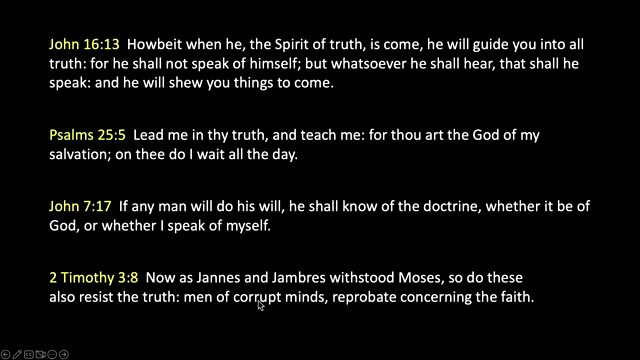 John 16:13  Howbeit when he, the Spirit of truth, is come, he will guide you into all
truth: for he shall not speak of himself; but whatsoever he shall hear, that shall he
speak: and he will shew you things to come.
Psalms 25:5  Lead me in thy truth, and teach me: for thou art the God of my
salvation; on thee do I wait all the day.
John 7:17  If any man will do his will, he shall know of the doctrine, whether it be of
God, or whether I speak of myself.
2 Timothy 3:8  Now as Jannes and Jambres withstood Moses, so do these
also resist the truth: men of corrupt minds, reprobate concerning the faith.